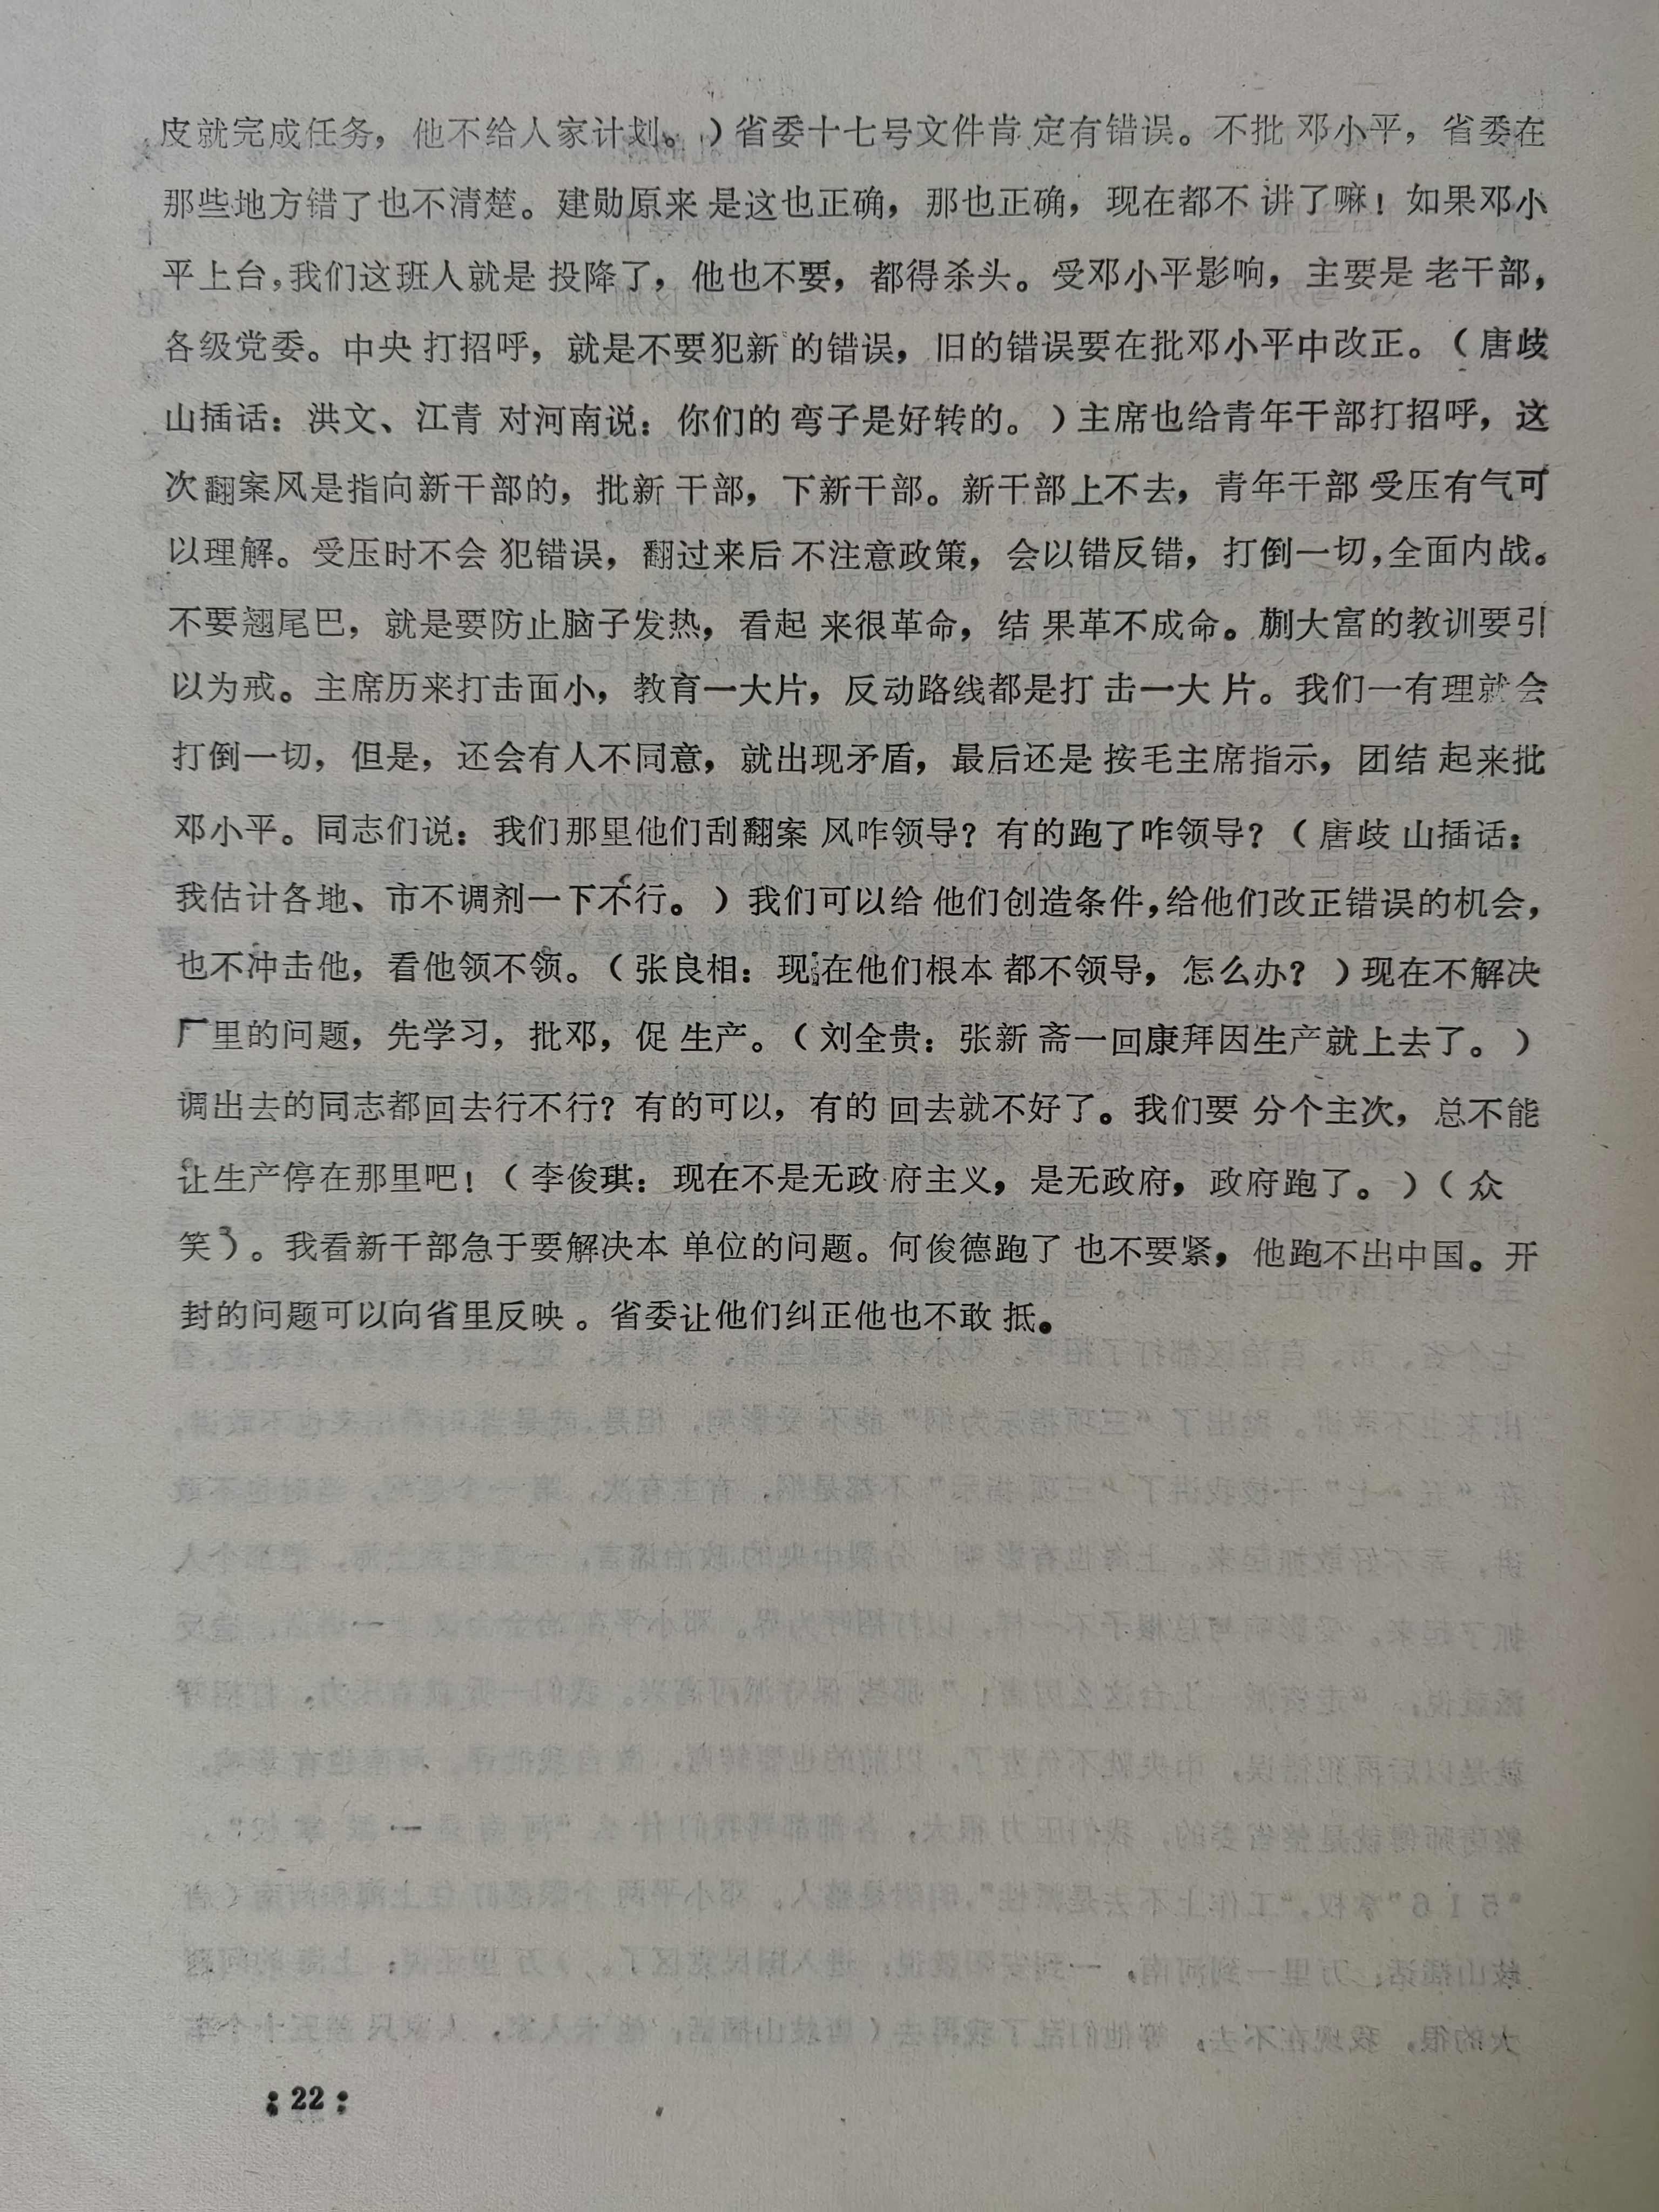 皮就完成任务，他不给人家计划。）省委十七号文件肯定有错误。不批邓小平，省委在
那些地方错了也不清楚。建勋原来是这也正确，那也正确，现在都不讲了嘛！如果邓小
平上台，我们这班人就是投降了，他也不要，都得杀头。受邓小平影响，主要是老干部，
各级党委。中央打招呼，就是不要犯新的错误，旧的错误要在批邓小平中改正。（唐歧
山插话：洪文、江青对河南说：你们的弯子是好转的。）主席也给青年干部打招呼，这
次翻案风是指向新干部的，批新干部，下新干部。新干部上不去，青年干部受压有气可
以理解。受压时不会犯错误，翻过来后不注意政策，会以错反错，打倒一切，全面内战。
不要翘尾巴，就是要防止脑子发热，看起来很革命，结果革不成命。蒯大富的教训要引
以为戒。主席历来打击面小，教育一大片，反动路线都是打击一大片。我们一有理就会
打倒一切，但是，还会有人不同意，就出现矛盾，最后还是按毛主席指示，团结起来批
邓小平。同志们说：我们那里他们刮翻案风咋领导？有的跑了咋领导？（唐歧山插话：
我估计各地、市不调剂一下不行。）我们可以给他们创造条件，给他们改正错误的机会，
也不冲击他，看他领不领。（张良相：现在他们根本都不领导，怎么办？）现在不解决
厂里的问题，先学习，批邓，促生产。（刘全贵：张新斋一回康拜因生产就上去了。）
调出去的同志都回去行不行？有的可以，有的回去就不好了。我们要分个主次，总不能
让生产停在那里吧！（李俊琪：现在不是无政府主义，是无政府，政府跑了。）（众
笑）。我看新干部急于要解决本单位的问题。何俊德跑了也不要紧，他跑不出中国。开
封的问题可以向省里反映。省委让他们纠正他也不敢抵。
：22：